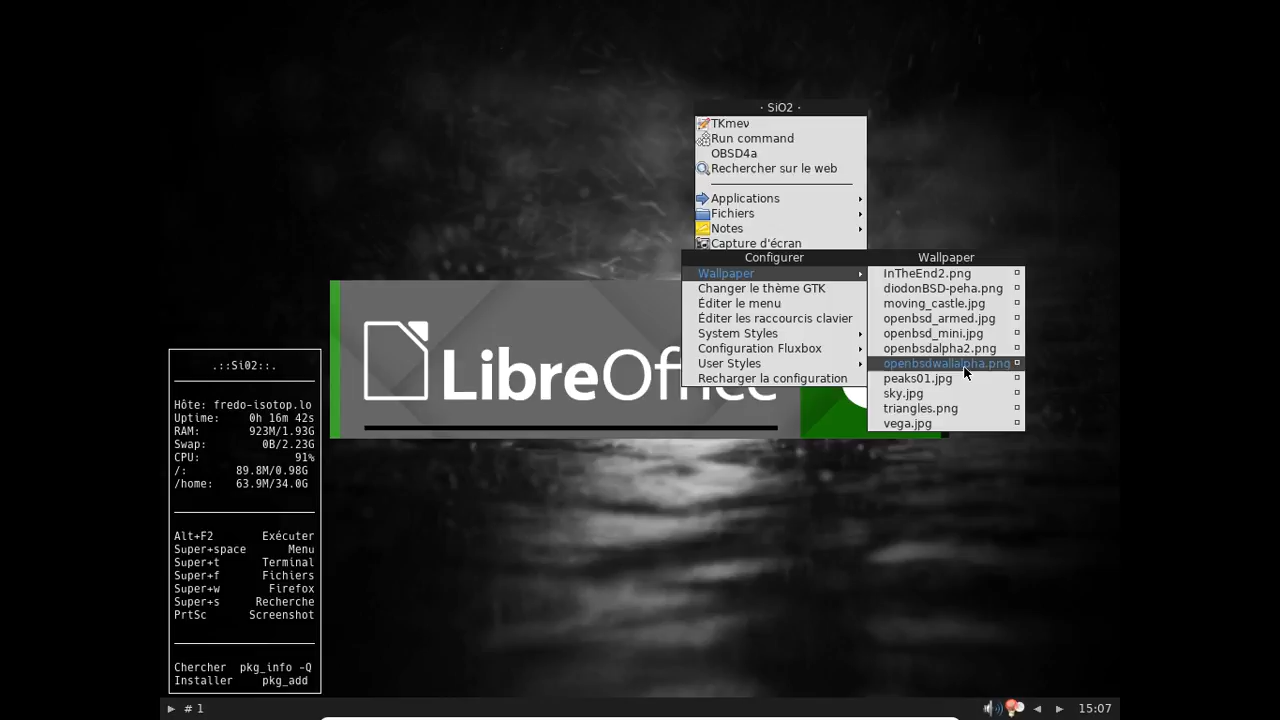 · SiO2 ·
TKmev
Run command
OBSD4a
Rechercher sur le web
Applications
Fichiers
Notes
Capture d'écran
Configurer
Wallpaper
Changer le thème GTK
Éditer le menu
Éditer les raccourcis clavier
System Styles
Configuration Fluxbox
User Styles
Recharger la configuration
Wallpaper
InTheEnd2.png
diodonBSD-peha.png
moving_castle.jpg
openbsd_armed.jpg
openbsd_mini.jpg
openbsdalpha2.png
openbsdwallalpha.png
peaks01.jpg
sky.jpg
triangles.png
vega.jpg
LibreOffice
.::Si02::.
Hôte: fredo-isotop.lo
Uptime: 0h 16m 42s
RAM: 923M/1.93G
Swap: 0B/2.23G
CPU: 91%
/: 89.8M/0.98G
/home: 63.9M/34.0G
Alt+F2 Exécuter
Super+space Menu
Super+t Terminal
Super+f Fichiers
Super+w Firefox
Super+s Recherche
PrtSc Screenshot
Chercher pkg_info -Q
Installer pkg_add
# 1
15:07